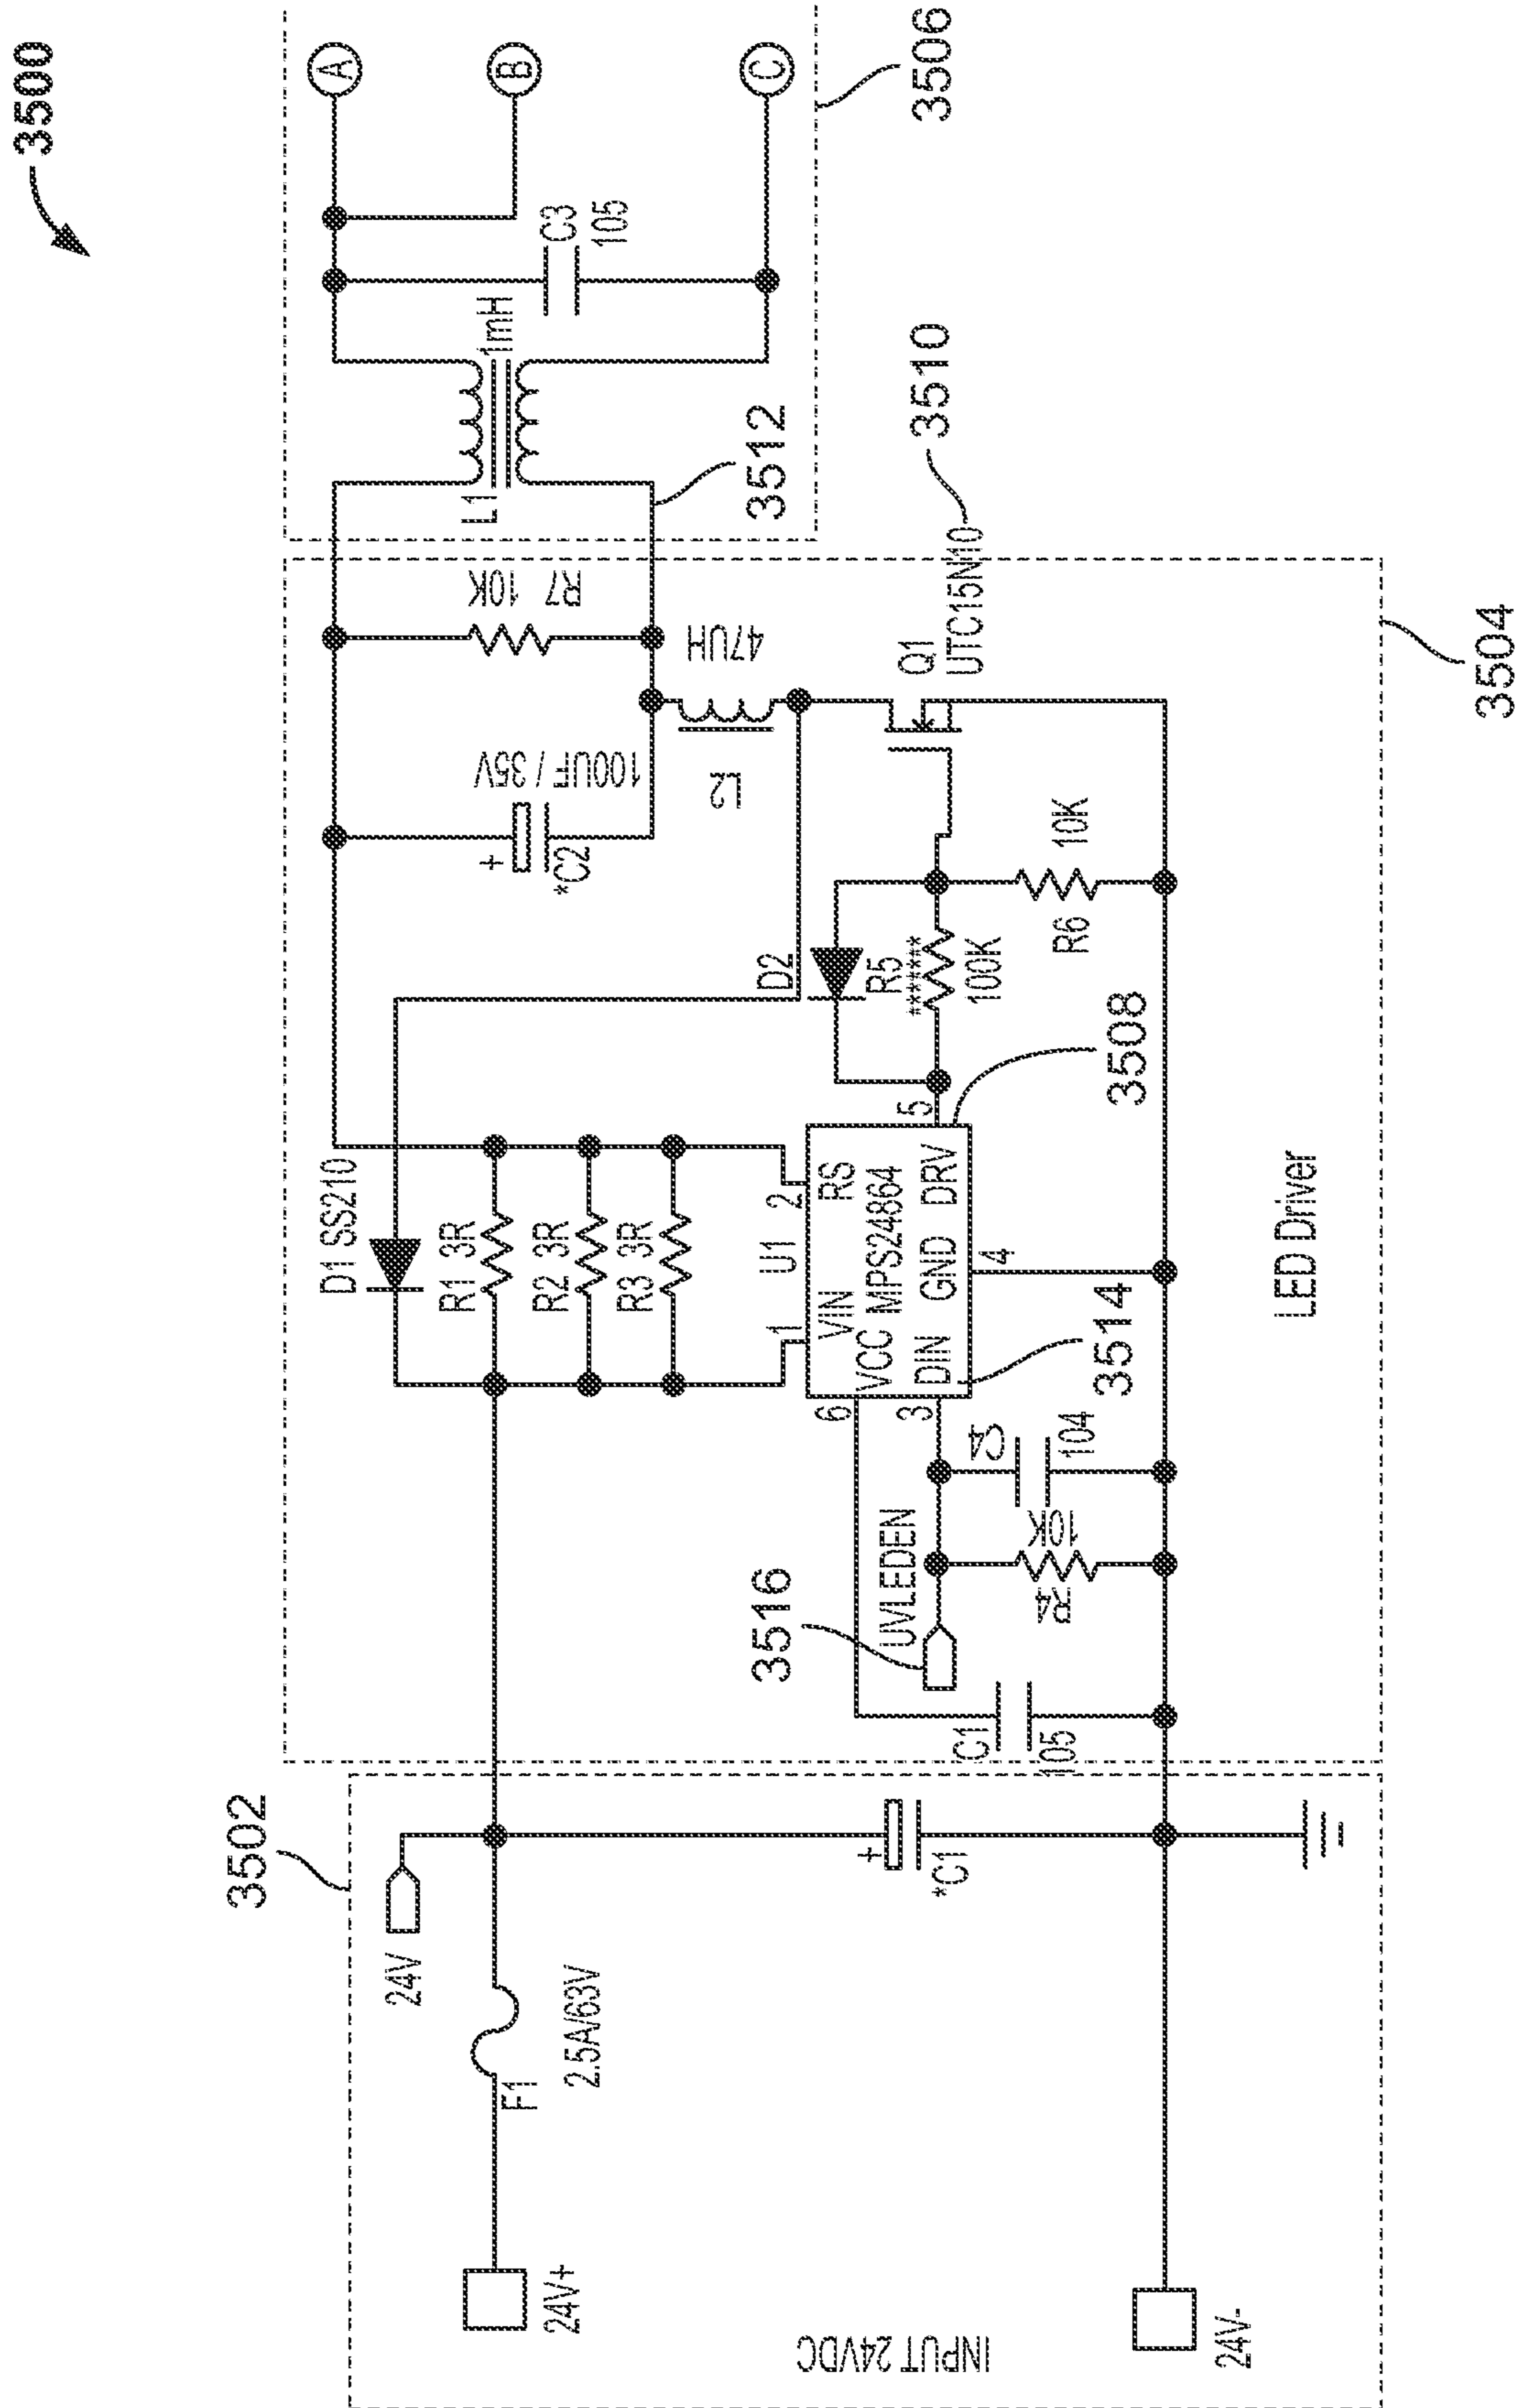 3500
3502
24V
24V+
F1
2.5A/63V
INPUT 24VDC
24V-
+
*C1
D1 SS210
R1 3R
R2 3R
R3 3R
U1
1
2
VIN
RS
VCC
MPS24864
DIN
GND
DRV
6
3
4
5
3508
3514
3516
UVLEDEN
C1
105
R4
10K
C4
104
D2
R5
100K
R6
10K
+
*C2
100UF / 35V
R7 10K
L2
47UH
Q1
UTC15N10
3510
LED Driver
3504
L1
1mH
3512
C3
105
A
B
C
3506